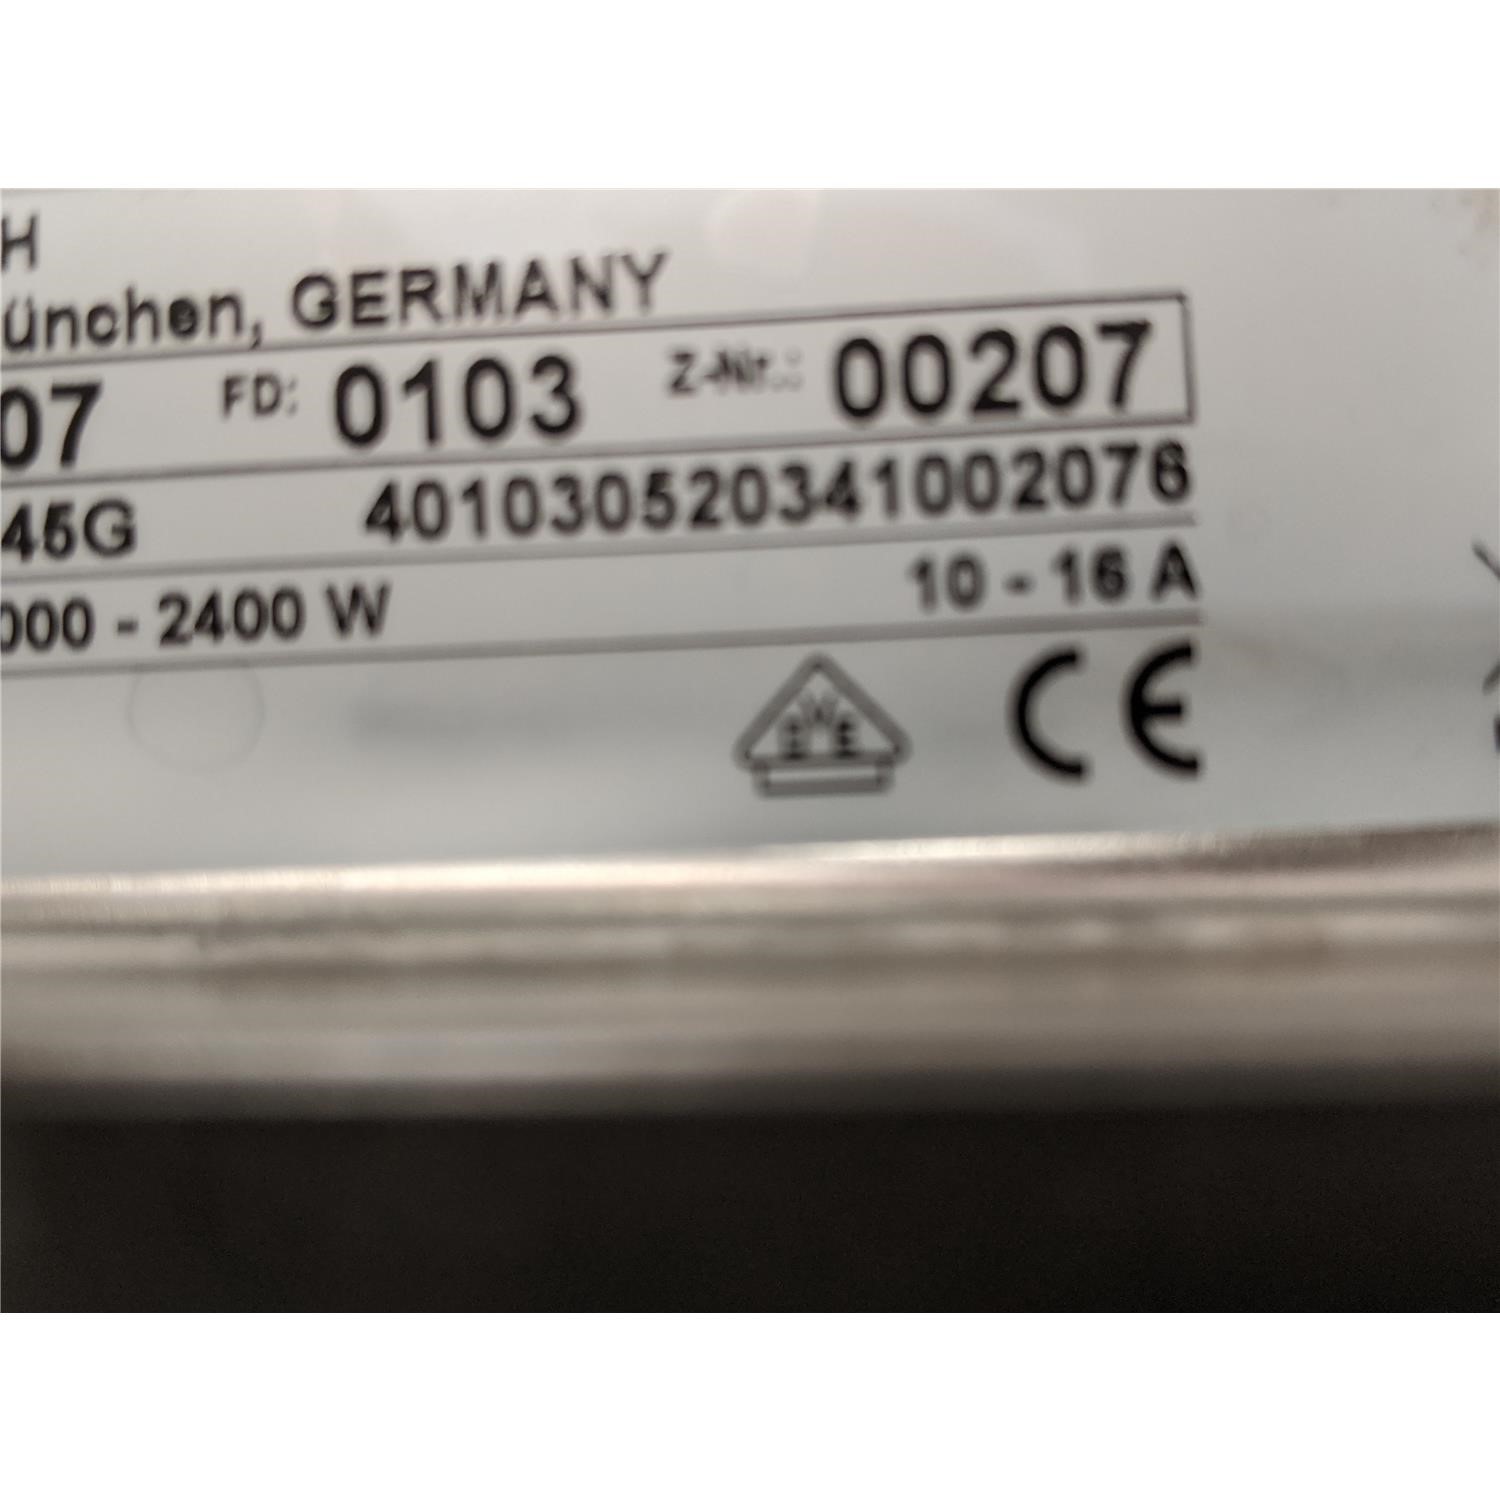 H
ünchen, GERMANY
07 FD: 0103 Z-Nr.: 00207
45G 401030520341002076
000 - 2400 W 10 - 16 A
CE